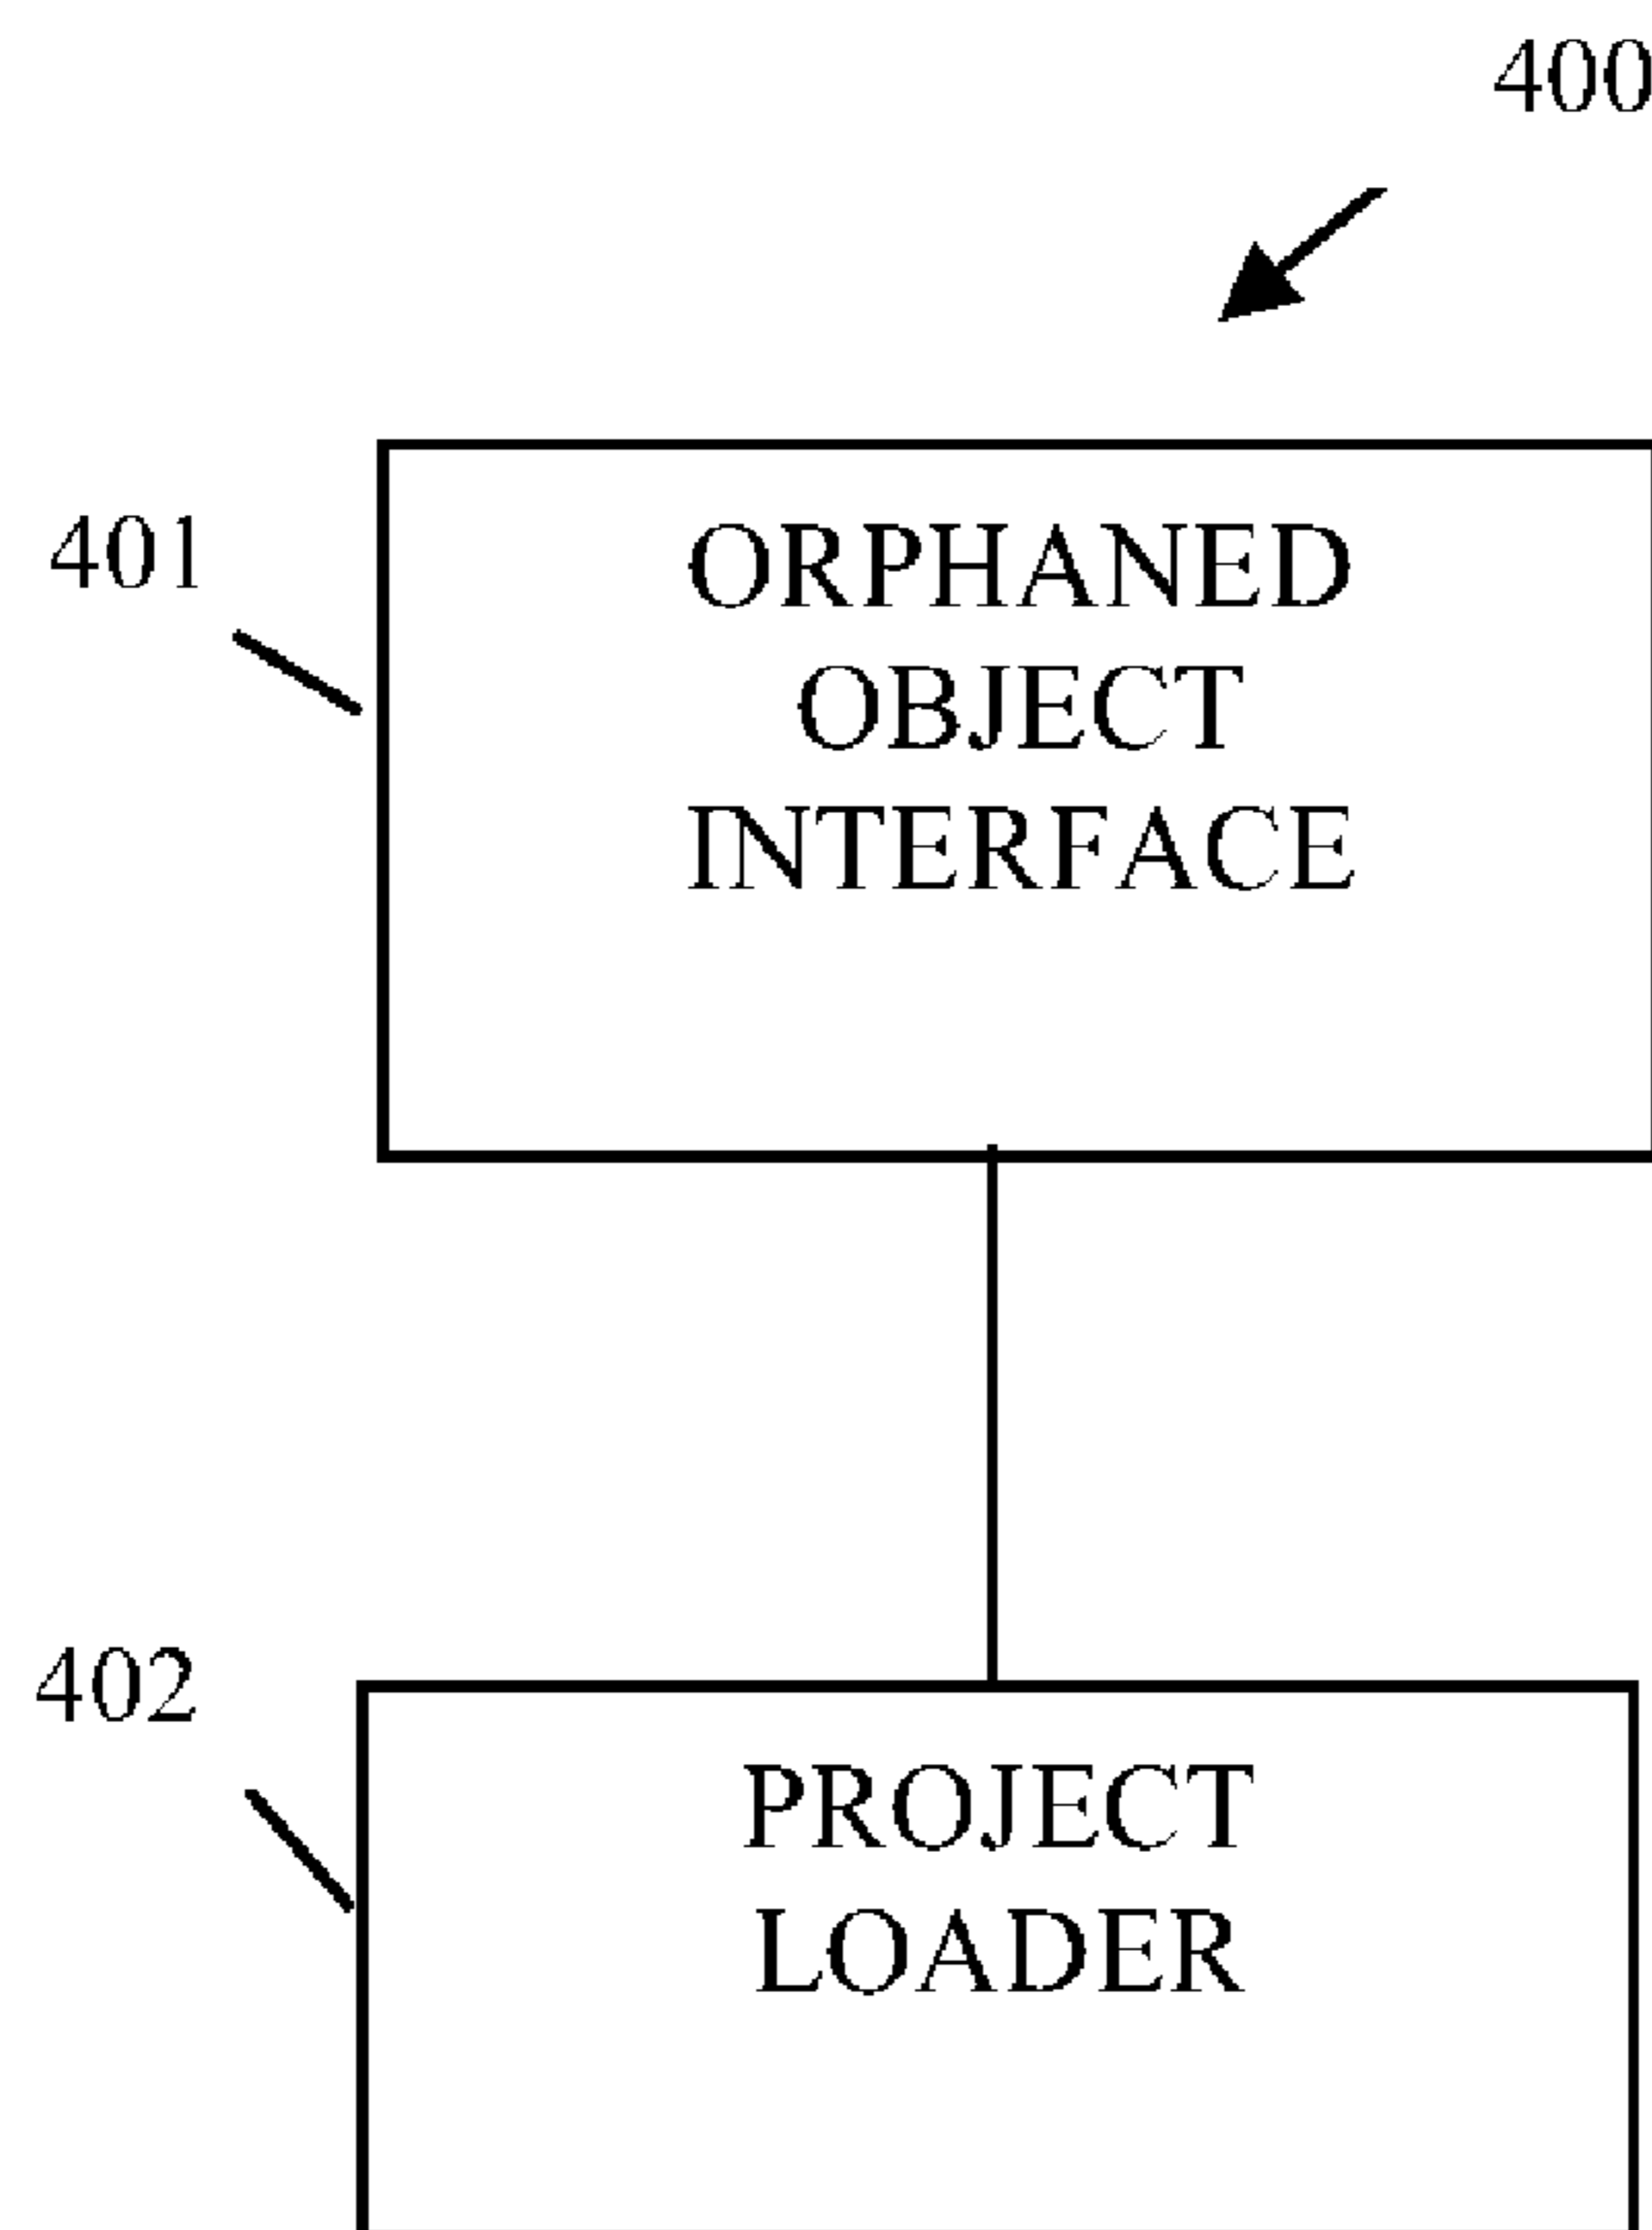 400
401
ORPHANED
OBJECT
INTERFACE
402
PROJECT
LOADER